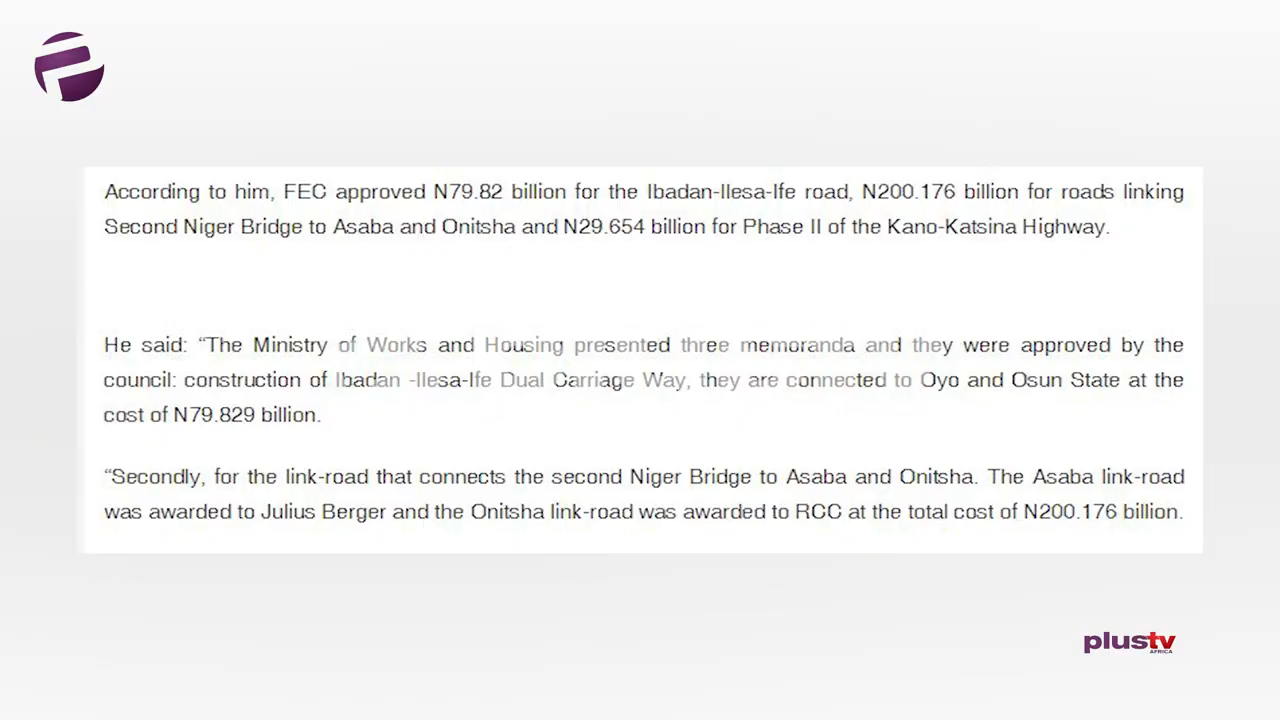 According to him, FEC approved N79.82 billion for the Ibadan-Ilesa-Ife road, N200.176 billion for roads linking
Second Niger Bridge to Asaba and Onitsha and N29.654 billion for Phase II of the Kano-Katsina Highway.
He said: “The Ministry of Works and Housing presented three memoranda and they were approved by the
council: construction of Ibadan -Ilesa-Ife Dual Carriage Way, they are connected to Oyo and Osun State at the
cost of N79.829 billion.
“Secondly, for the link-road that connects the second Niger Bridge to Asaba and Onitsha. The Asaba link-road
was awarded to Julius Berger and the Onitsha link-road was awarded to RCC at the total cost of N200.176 billion.
plustv
AFRICA